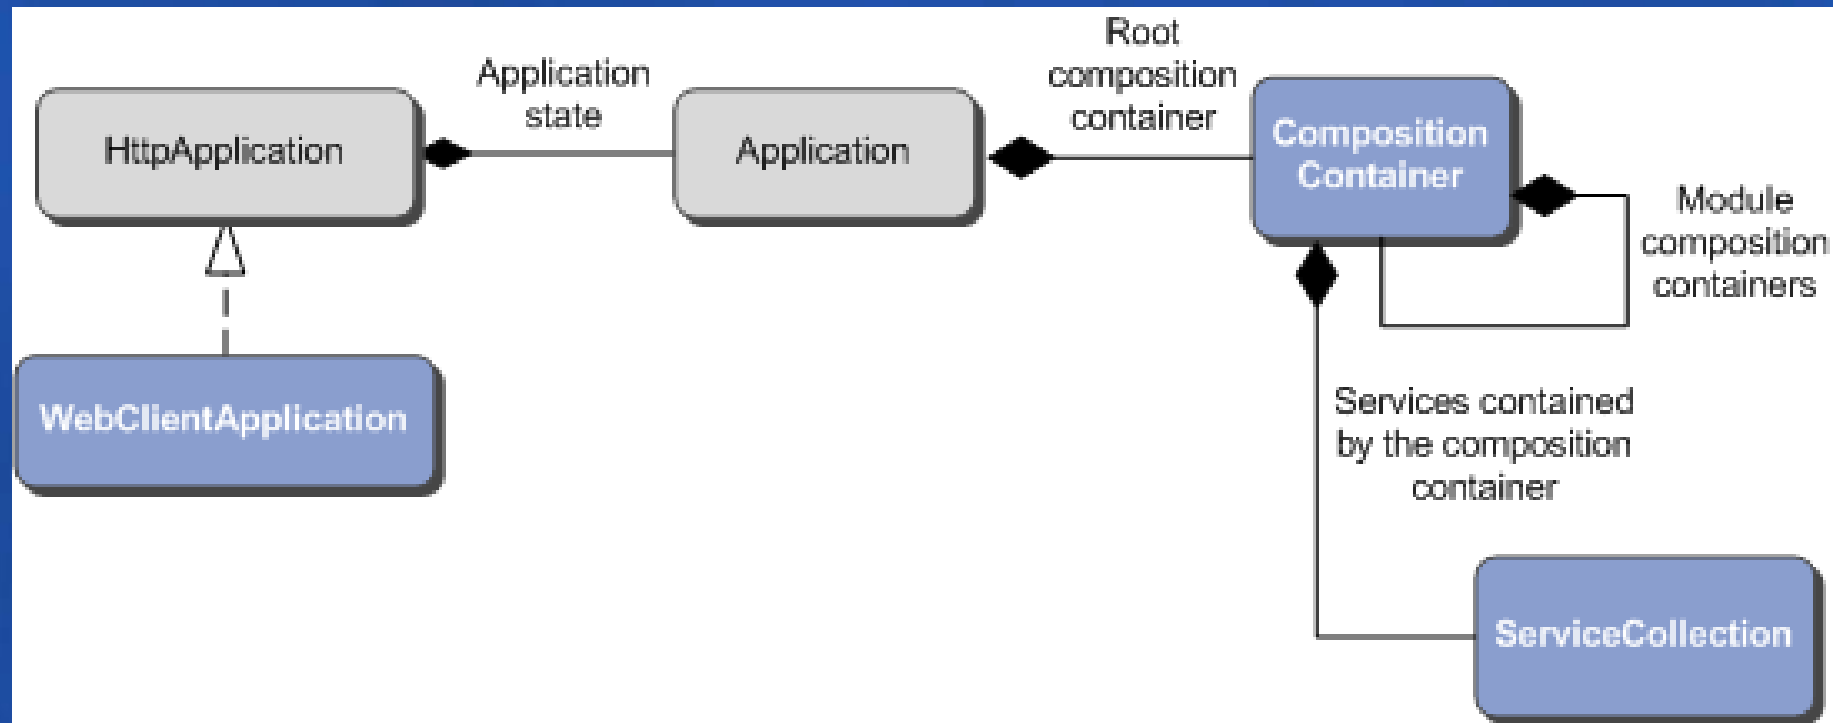 HttpApplication
Application
state
Application
Root
composition
container
Composition
Container
Module
composition
containers
WebClientApplication
Services contained
by the composition
container
ServiceCollection